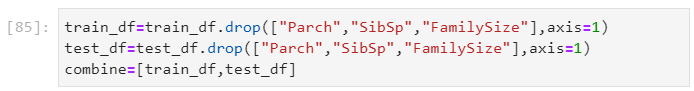 [85]: train_df=train_df.drop(["Parch","SibSp","FamilySize"],axis=1)
test_df=test_df.drop(["Parch","SibSp","FamilySize"],axis=1)
combine=[train_df,test_df]